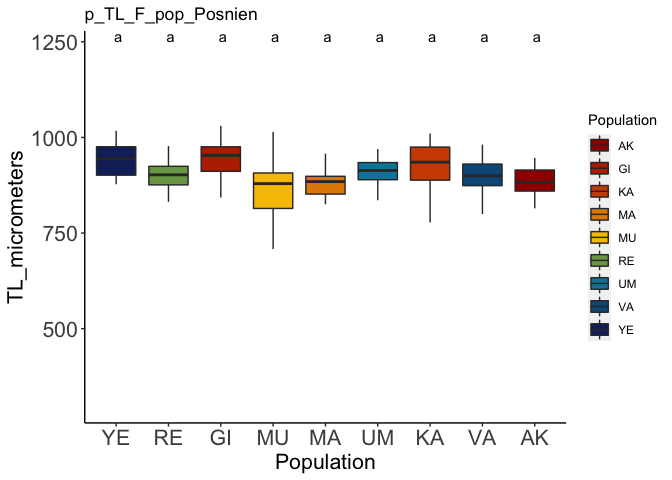 p_TL_F_pop_Posnien
a a a a a a a a a
1250
1000
750
500
TL_micrometers
YE RE GI MU MA UM KA VA AK
Population
Population
AK
GI
KA
MA
MU
RE
UM
VA
YE